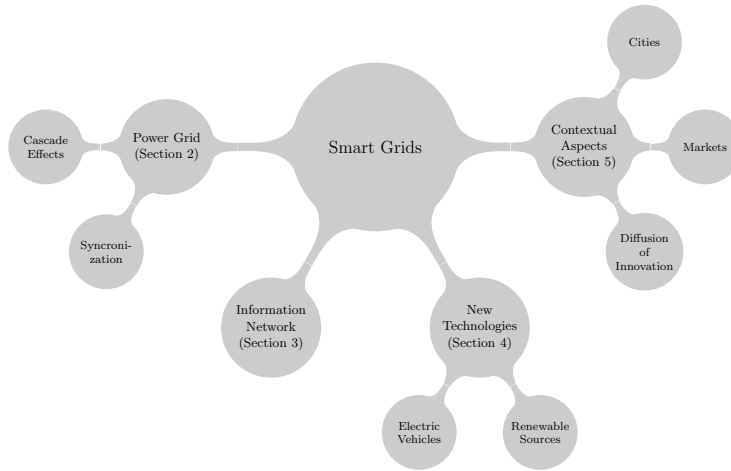 Cities
Smart Grids
Power Grid
(Section 2)
Cascade
Effects
Syncroni-
zation
Contextual
Aspects
(Section 5)
Markets
Diffusion
of
Innovation
Information
Network
(Section 3)
New
Technologies
(Section 4)
Electric
Vehicles
Renewable
Sources